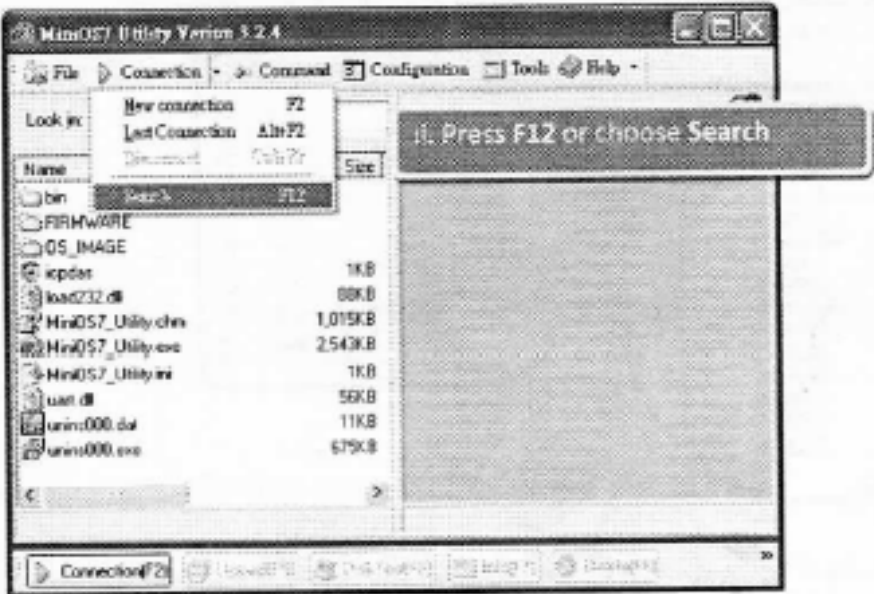 MiniOS7 Utility Version 3.2.4
File Connection Command Configuration Tools Help
New connection F2
Look in:
Last Connection Alt+F2
ii. Press F12 or choose Search
Name Size
Search F12
bin
FIRMWARE
OS_IMAGE
icpdas 1KB
load232.dll 88KB
MiniOS7_Utility.chm 1,015KB
MiniOS7_Utility.exe 2,543KB
MiniOS7_Utility.ini 1KB
uart.dll 56KB
unins000.dat 11KB
unins000.exe 675KB
Connection(F2)